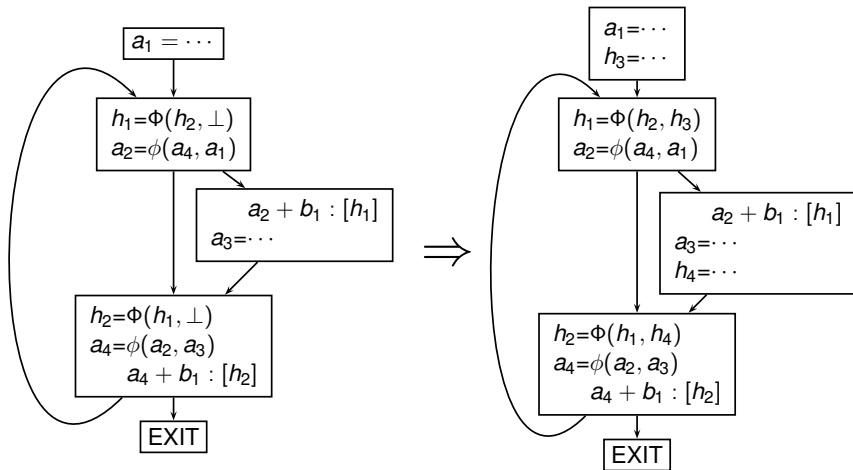 a₁ = ⋯
h₁=Φ(h₂, ⊥)
a₂=ϕ(a₄, a₁)
a₂ + b₁ : [h₁]
a₃=⋯
h₂=Φ(h₁, ⊥)
a₄=ϕ(a₂, a₃)
a₄ + b₁ : [h₂]
EXIT
⇒
a₁=⋯
h₃=⋯
h₁=Φ(h₂, h₃)
a₂=ϕ(a₄, a₁)
a₂ + b₁ : [h₁]
a₃=⋯
h₄=⋯
h₂=Φ(h₁, h₄)
a₄=ϕ(a₂, a₃)
a₄ + b₁ : [h₂]
EXIT